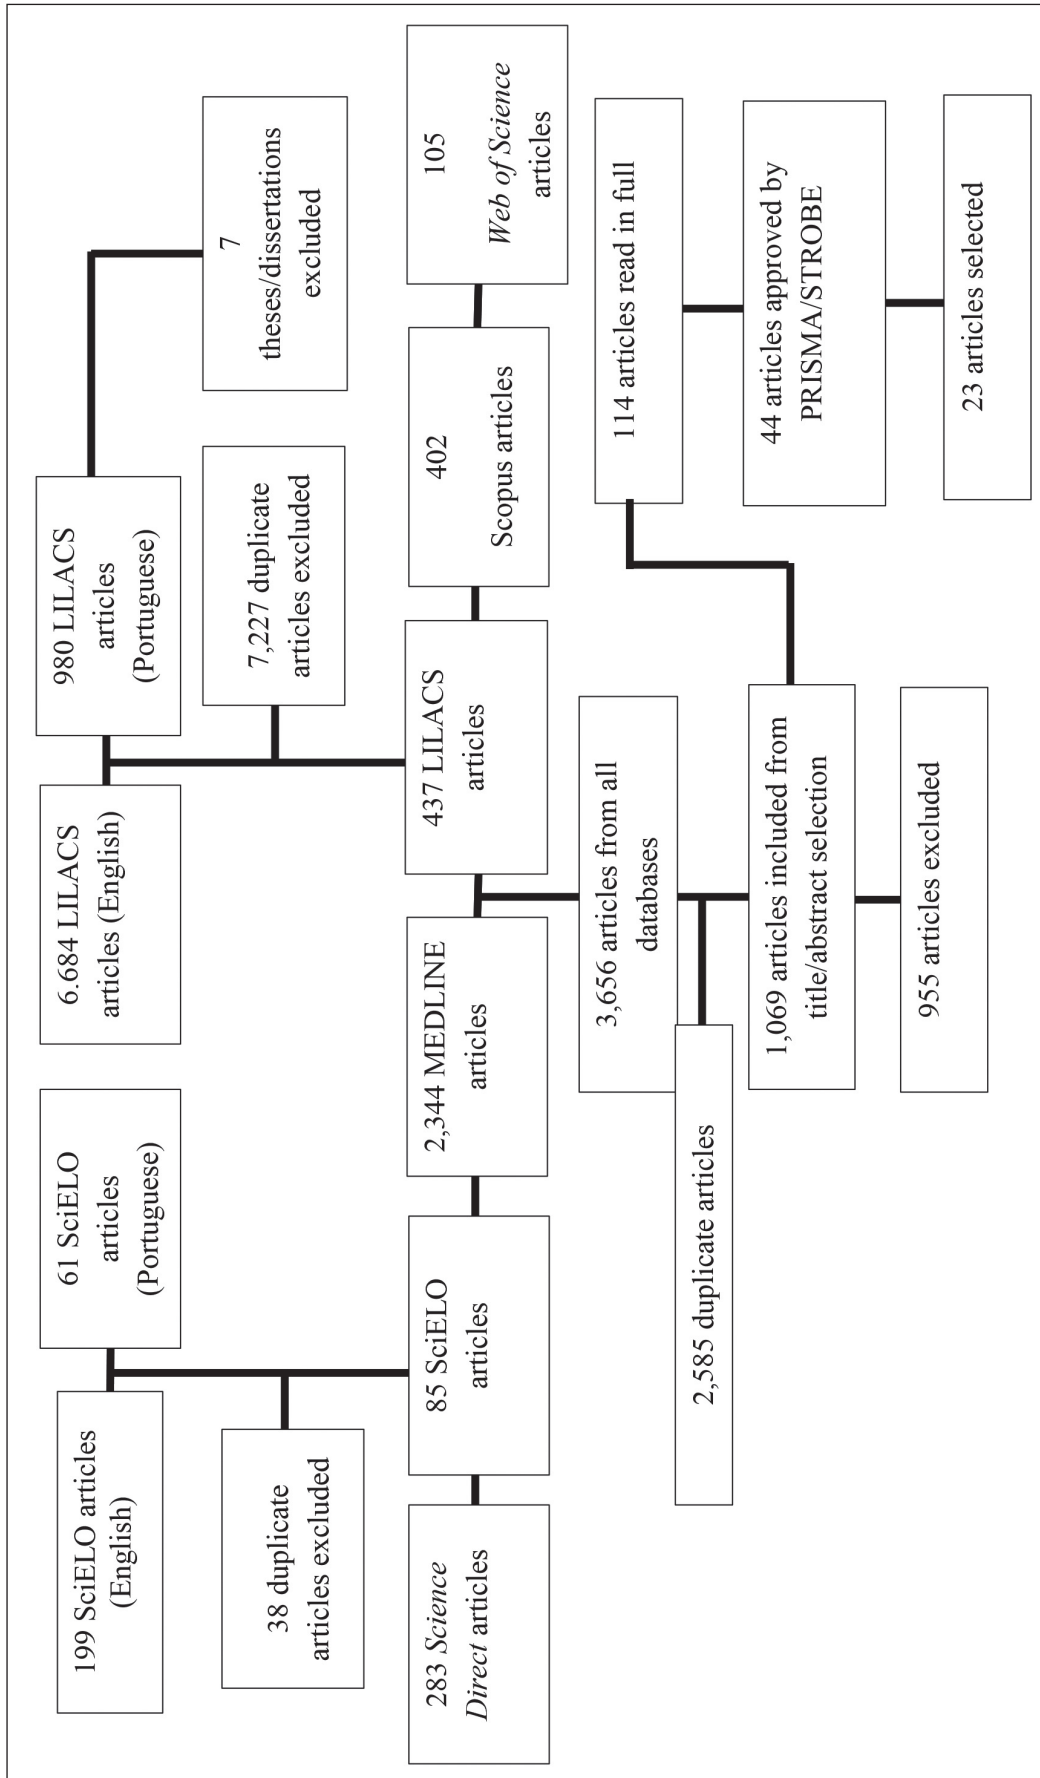 199 SciELO articles
(English)
61 SciELO
articles
(Portuguese)
6.684 LILACS
articles (English)
980 LILACS
articles
(Portuguese)
38 duplicate
articles excluded
7,227 duplicate
articles excluded
7
theses/dissertations
excluded
283 Science
Direct articles
85 SciELO
articles
2,344 MEDLINE
articles
437 LILACS
articles
402
Scopus articles
105
Web of Science
articles
3,656 articles from all
databases
2,585 duplicate articles
1,069 articles included from
title/abstract selection
955 articles excluded
114 articles read in full
44 articles approved by
PRISMA/STROBE
23 articles selected